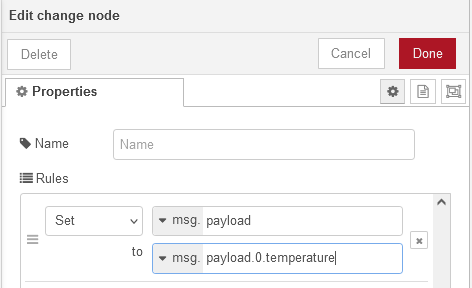 Edit change node
Delete Cancel Done
Properties
Name Name
Rules
Set msg. payload
to msg. payload.0.temperature